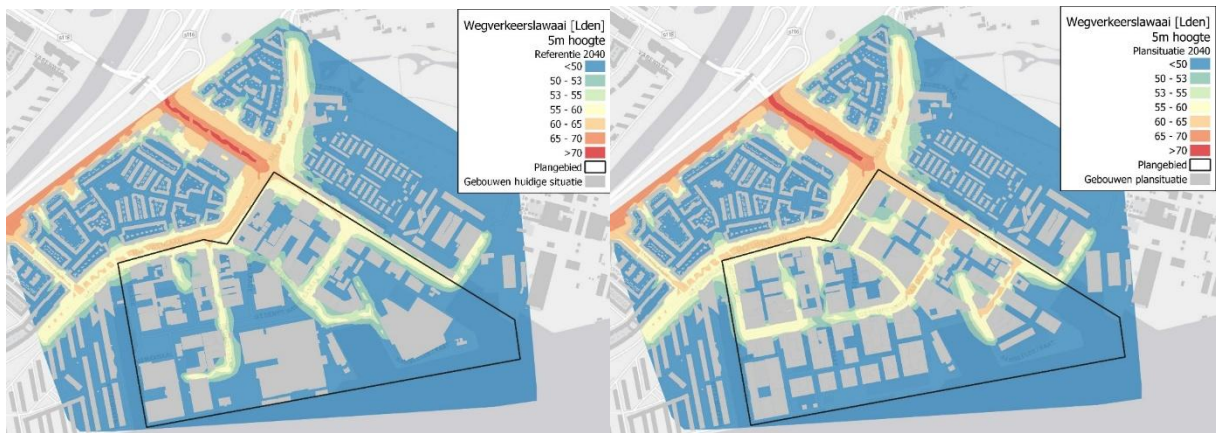 Wegverkeerslawaai [Lden]
5m hoogte
Referentie 2040
<50
50 - 53
53 - 55
55 - 60
60 - 65
65 - 70
>70
Plangebied
Gebouwen huidige situatie
Wegverkeerslawaai [Lden]
5m hoogte
Plansituatie 2040
<50
50 - 53
53 - 55
55 - 60
60 - 65
65 - 70
>70
Plangebied
Gebouwen plansituatie